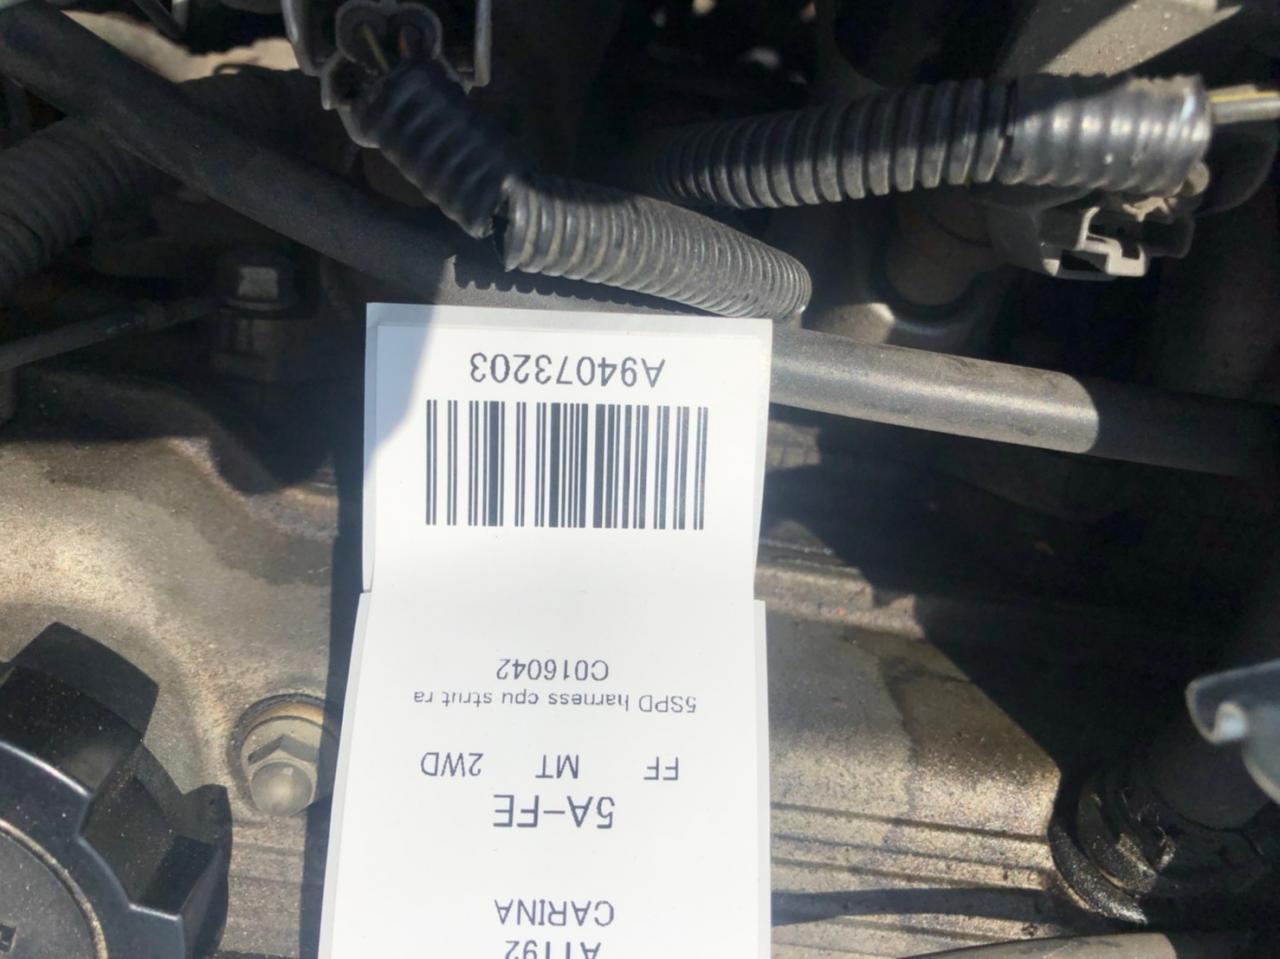 AT192
CARINA
5A-FE
FF MT 2WD
5SPD harness cpu strut ra
C016042
A94073203